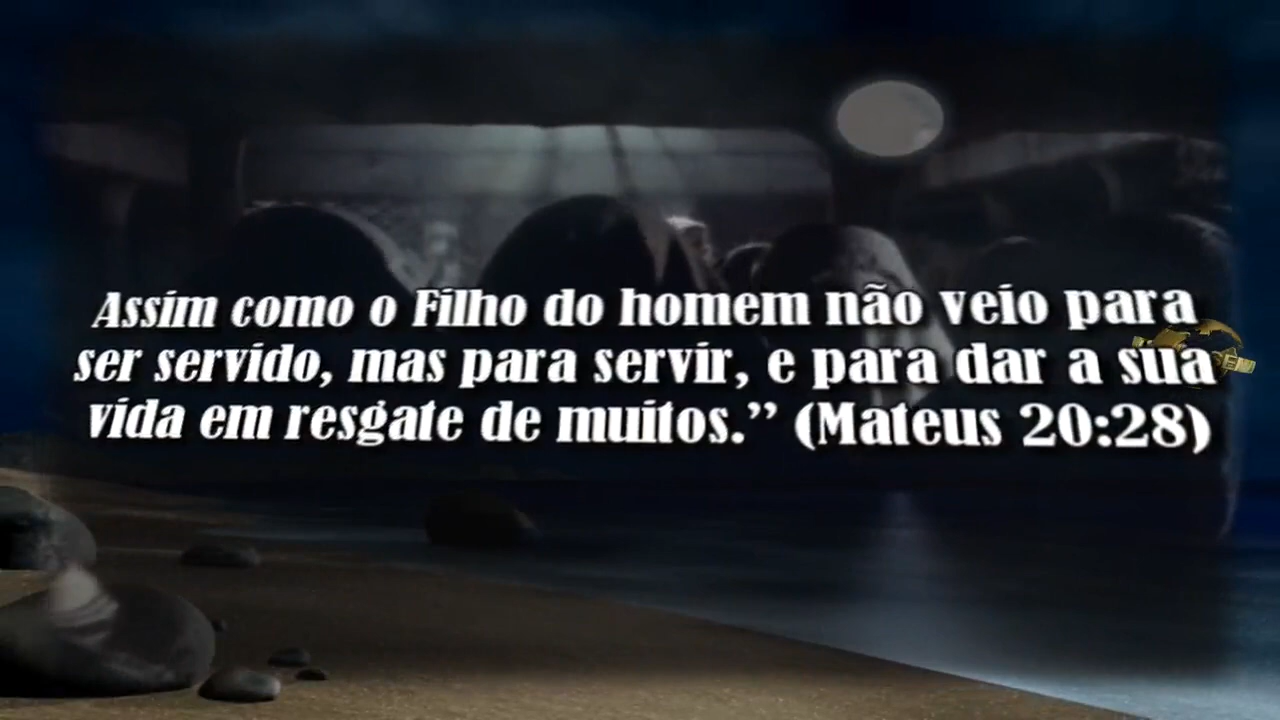 Assim como o Filho do homem não veio para
ser servido, mas para servir, e para dar a sua
vida em resgate de muitos.” (Mateus 20:28)